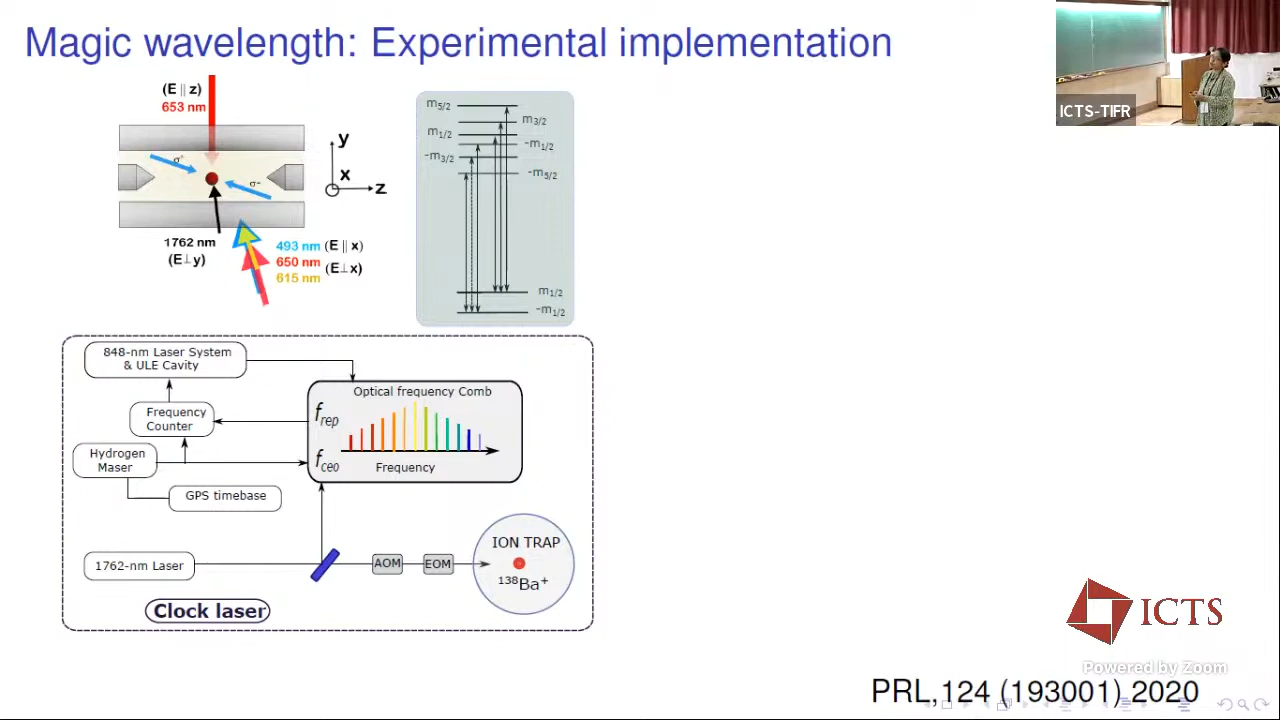 Magic wavelength: Experimental implementation
ICTS-TIFR
(E || z)
653 nm
σ+
σ-
y
x
z
1762 nm
(E⊥y)
493 nm (E || x)
650 nm (E⊥x)
615 nm
m5/2
m3/2
m1/2
-m1/2
-m3/2
-m5/2
m1/2
-m1/2
848-nm Laser System
& ULE Cavity
Frequency
Counter
Hydrogen
Maser
GPS timebase
Optical frequency Comb
frep
fceo
Frequency
1762-nm Laser
AOM
EOM
ION TRAP
138Ba+
Clock laser
ICTS
Powered by Zoom
PRL,124 (193001) 2020